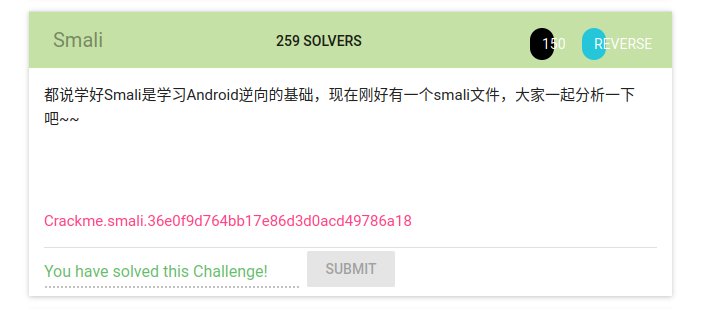 Smali
259 SOLVERS
150
REVERSE
都说学好Smali是学习Android逆向的基础，现在刚好有一个smali文件，大家一起分析一下
吧~~
Crackme.smali.36e0f9d764bb17e86d3d0acd49786a18
You have solved this Challenge!
SUBMIT